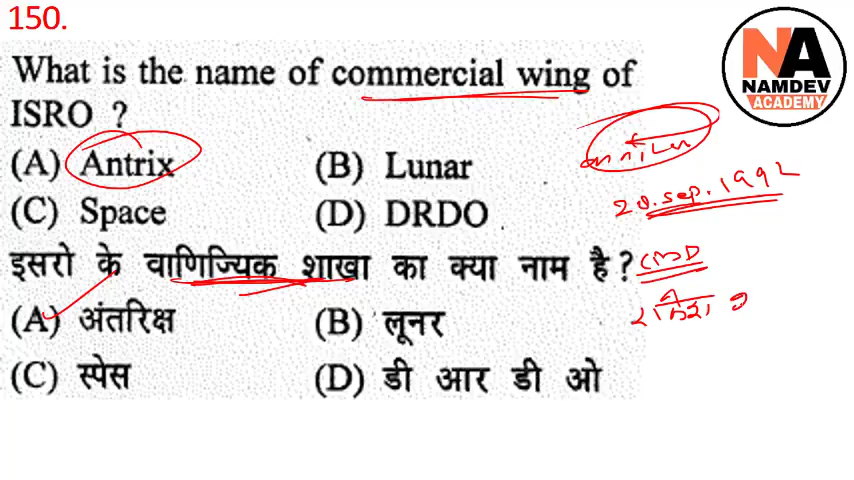 150.
NA
NAMDEV
ACADEMY
What is the name of commercial wing of
ISRO ?
(A) Antrix
(B) Lunar
(C) Space
(D) DRDO
20.sep.1992
इसरो के वाणिज्यिक शाखा का क्या नाम है ?
CMD
(A) अंतरिक्ष
(B) लूनर
(C) स्पेस
(D) डी आर डी ओ